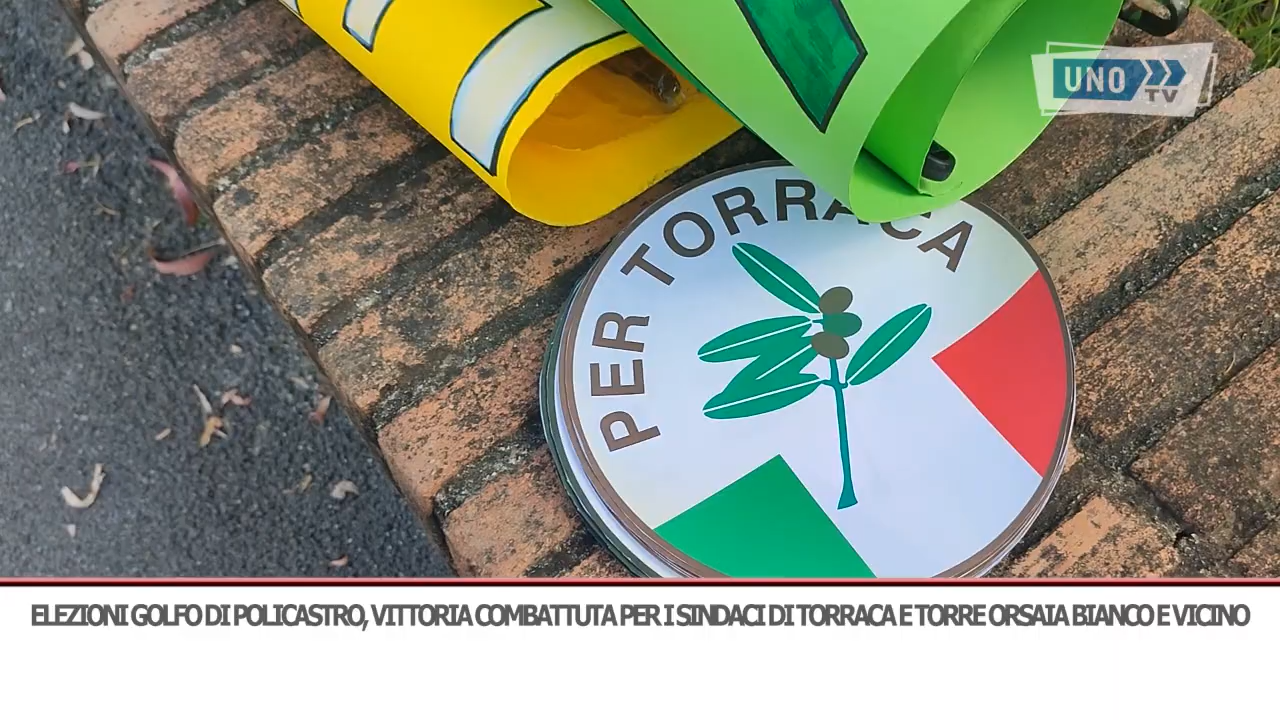 UNO
TV
PER TORRACA
ELEZIONI GOLFO DI POLICASTRO, VITTORIA COMBATTUTA PER I SINDACI DI TORRACA E TORRE ORSAIA BIANCO E VICINO